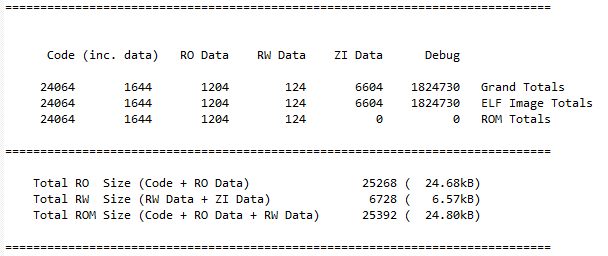 ==============================================================================
Code (inc. data)   RO Data    RW Data    ZI Data      Debug
24064       1644       1204        124       6604    1824730   Grand Totals
24064       1644       1204        124       6604    1824730   ELF Image Totals
24064       1644       1204        124          0          0   ROM Totals
==============================================================================
Total RO  Size (Code + RO Data)                25268 (  24.68kB)
Total RW  Size (RW Data + ZI Data)              6728 (   6.57kB)
Total ROM Size (Code + RO Data + RW Data)      25392 (  24.80kB)
==============================================================================